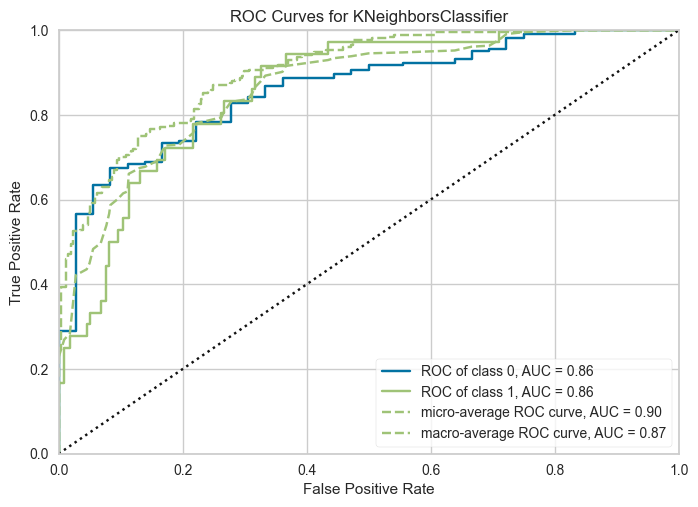 ROC Curves for KNeighborsClassifier
True Positive Rate
1.0
0.8
0.6
0.4
0.2
0.0
ROC of class 0, AUC = 0.86
ROC of class 1, AUC = 0.86
micro-average ROC curve, AUC = 0.90
macro-average ROC curve, AUC = 0.87
0.0 0.2 0.4 0.6 0.8 1.0
False Positive Rate